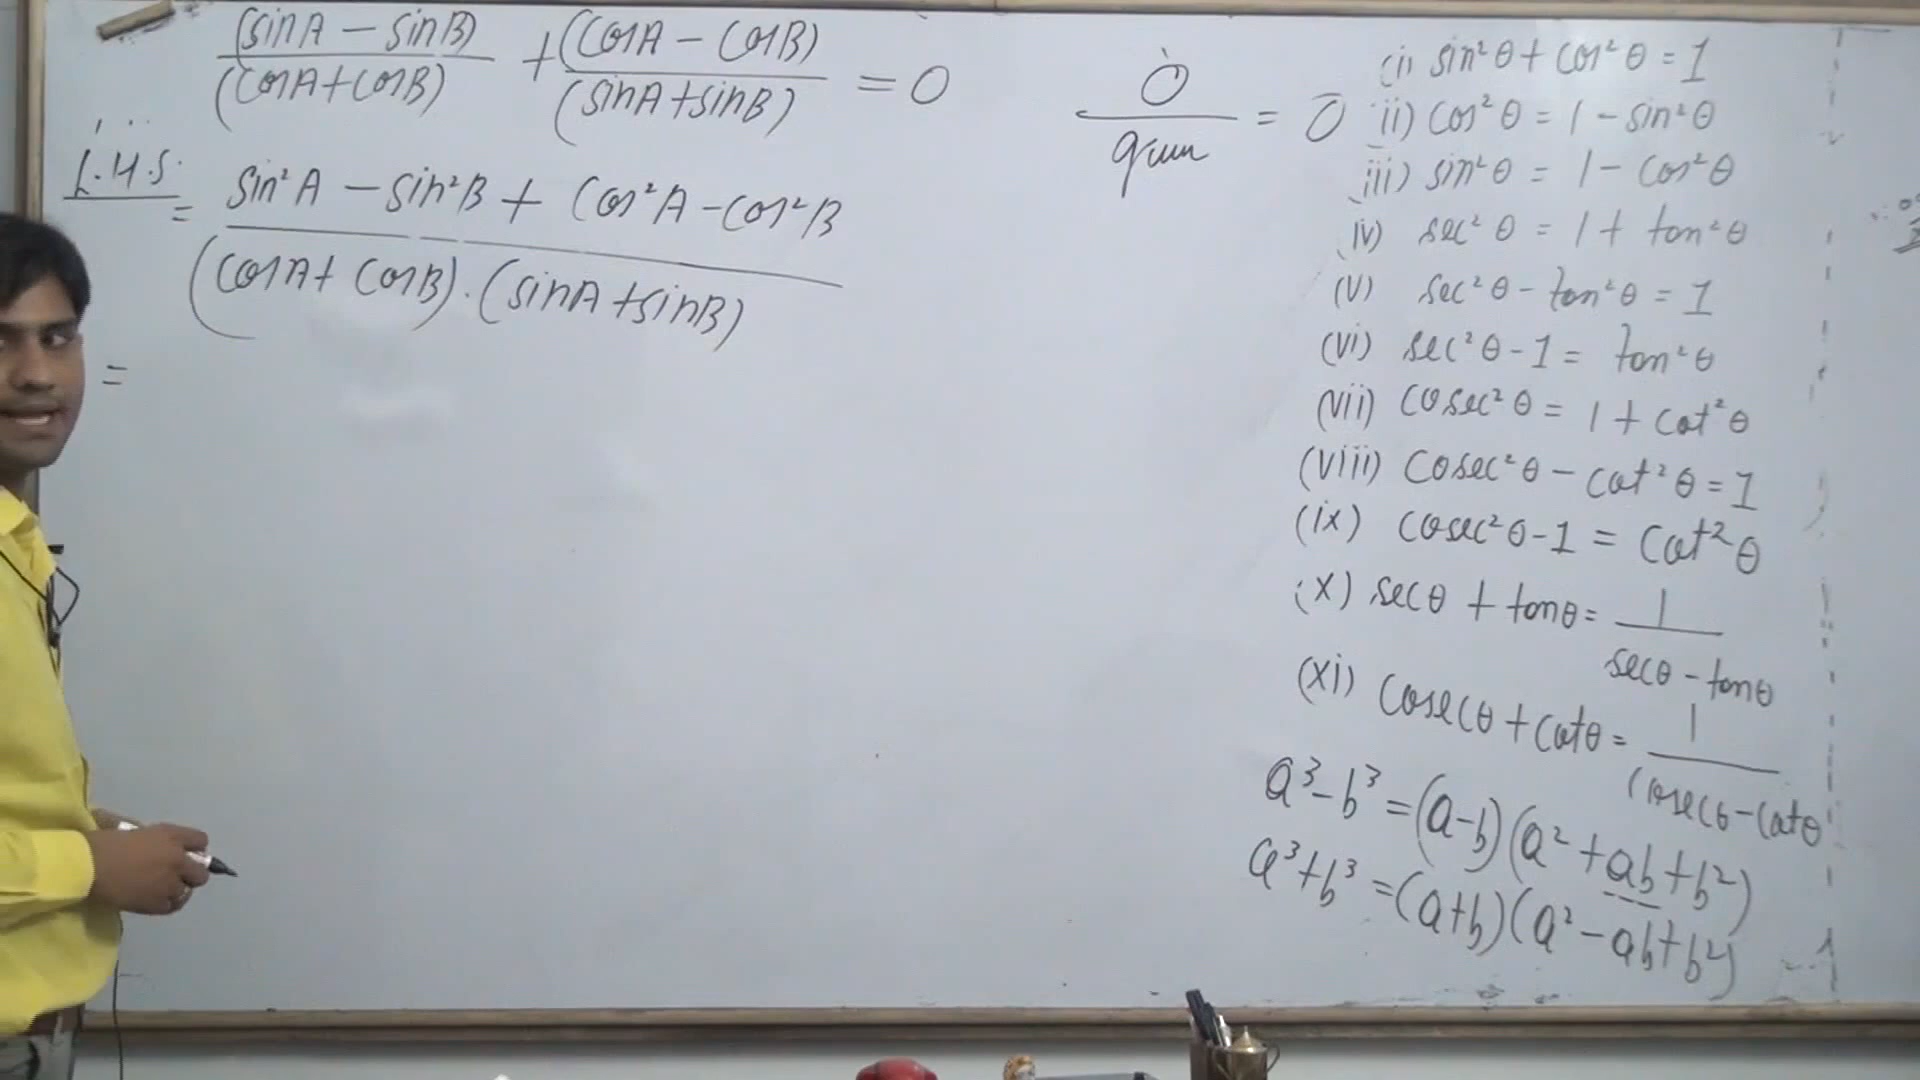 (sinA - sinB) / (cosA + cosB) + (cosA - cosB) / (sinA + sinB) = 0
L.H.S.
= sin²A - sin²B + cos²A - cos²B / (cosA + cosB).(sinA + sinB)
=
0 / = 0
(i) sin²θ + cos²θ = 1
(ii) cos²θ = 1 - sin²θ
(iii) sin²θ = 1 - cos²θ
(iv) sec²θ = 1 + tan²θ
(v) sec²θ - tan²θ = 1
(vi) sec²θ - 1 = tan²θ
(vii) cosec²θ = 1 + cot²θ
(viii) cosec²θ - cot²θ = 1
(ix) cosec²θ - 1 = cot²θ
(x) secθ + tanθ = 1 / secθ - tanθ
(xi) cosecθ + cotθ = 1 / cosecθ - cotθ
a³ - b³ = (a - b)(a² + ab + b²)
a³ + b³ = (a + b)(a² - ab + b²)